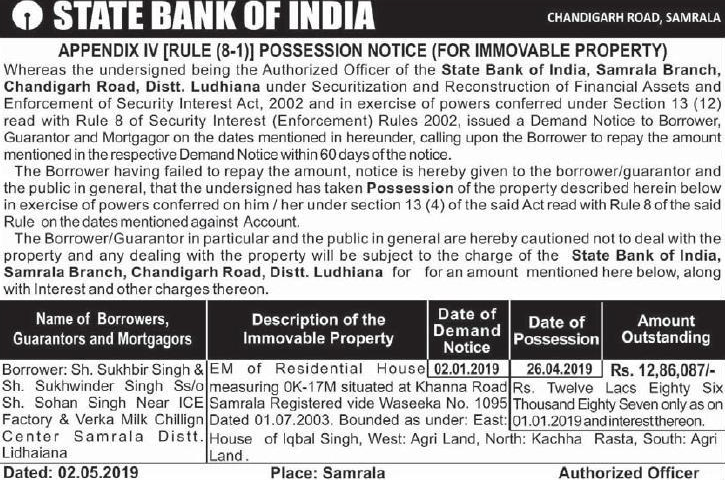 STATE BANK OF INDIA
CHANDIGARH ROAD, SAMRALA
APPENDIX IV [RULE (8-1)] POSSESSION NOTICE (FOR IMMOVABLE PROPERTY)
Whereas the undersigned being the Authorized Officer of the State Bank of India, Samrala Branch,
Chandigarh Road, Distt. Ludhiana under Securitization and Reconstruction of Financial Assets and
Enforcement of Security Interest Act, 2002 and in exercise of powers conferred under Section 13 (12)
read with Rule 8 of Security Interest (Enforcement) Rules 2002, issued a Demand Notice to Borrower,
Guarantor and Mortgagor on the dates mentioned in hereunder, calling upon the Borrower to repay the amount
mentioned in the respective Demand Notice within 60 days of the notice.
The Borrower having failed to repay the amount, notice is hereby given to the borrower/guarantor and
the public in general, that the undersigned has taken Possession of the property described herein below
in exercise of powers conferred on him / her under section 13 (4) of the said Act read with Rule 8 of the said
Rule on the dates mentioned against Account.
The Borrower/Guarantor in particular and the public in general are hereby cautioned not to deal with the
property and any dealing with the property will be subject to the charge of the State Bank of India,
Samrala Branch, Chandigarh Road, Distt. Ludhiana for for an amount mentioned here below, along
with Interest and other charges thereon.
Name of Borrowers,
Guarantors and Mortgagors
Description of the
Immovable Property
Date of
Demand
Notice
Date of
Possession
Amount
Outstanding
Borrower: Sh. Sukhbir Singh &
Sh. Sukhwinder Singh Ss/o
Sh. Sohan Singh Near ICE
Factory & Verka Milk Chillign
Center Samrala Distt.
Lidhaiana
EM of Residential House
measuring 0K-17M situated at Khanna Road
Samrala Registered vide Waseeka No. 1095
Dated 01.07.2003. Bounded as under: East:
House of Iqbal Singh, West: Agri Land, North: Kachha Rasta, South: Agri
Land.
02.01.2019
26.04.2019
Rs. 12,86,087/-
Rs. Twelve Lacs Eighty Six
Thousand Eighty Seven only as on
01.01.2019 and interest thereon.
Dated: 02.05.2019
Place: Samrala
Authorized Officer